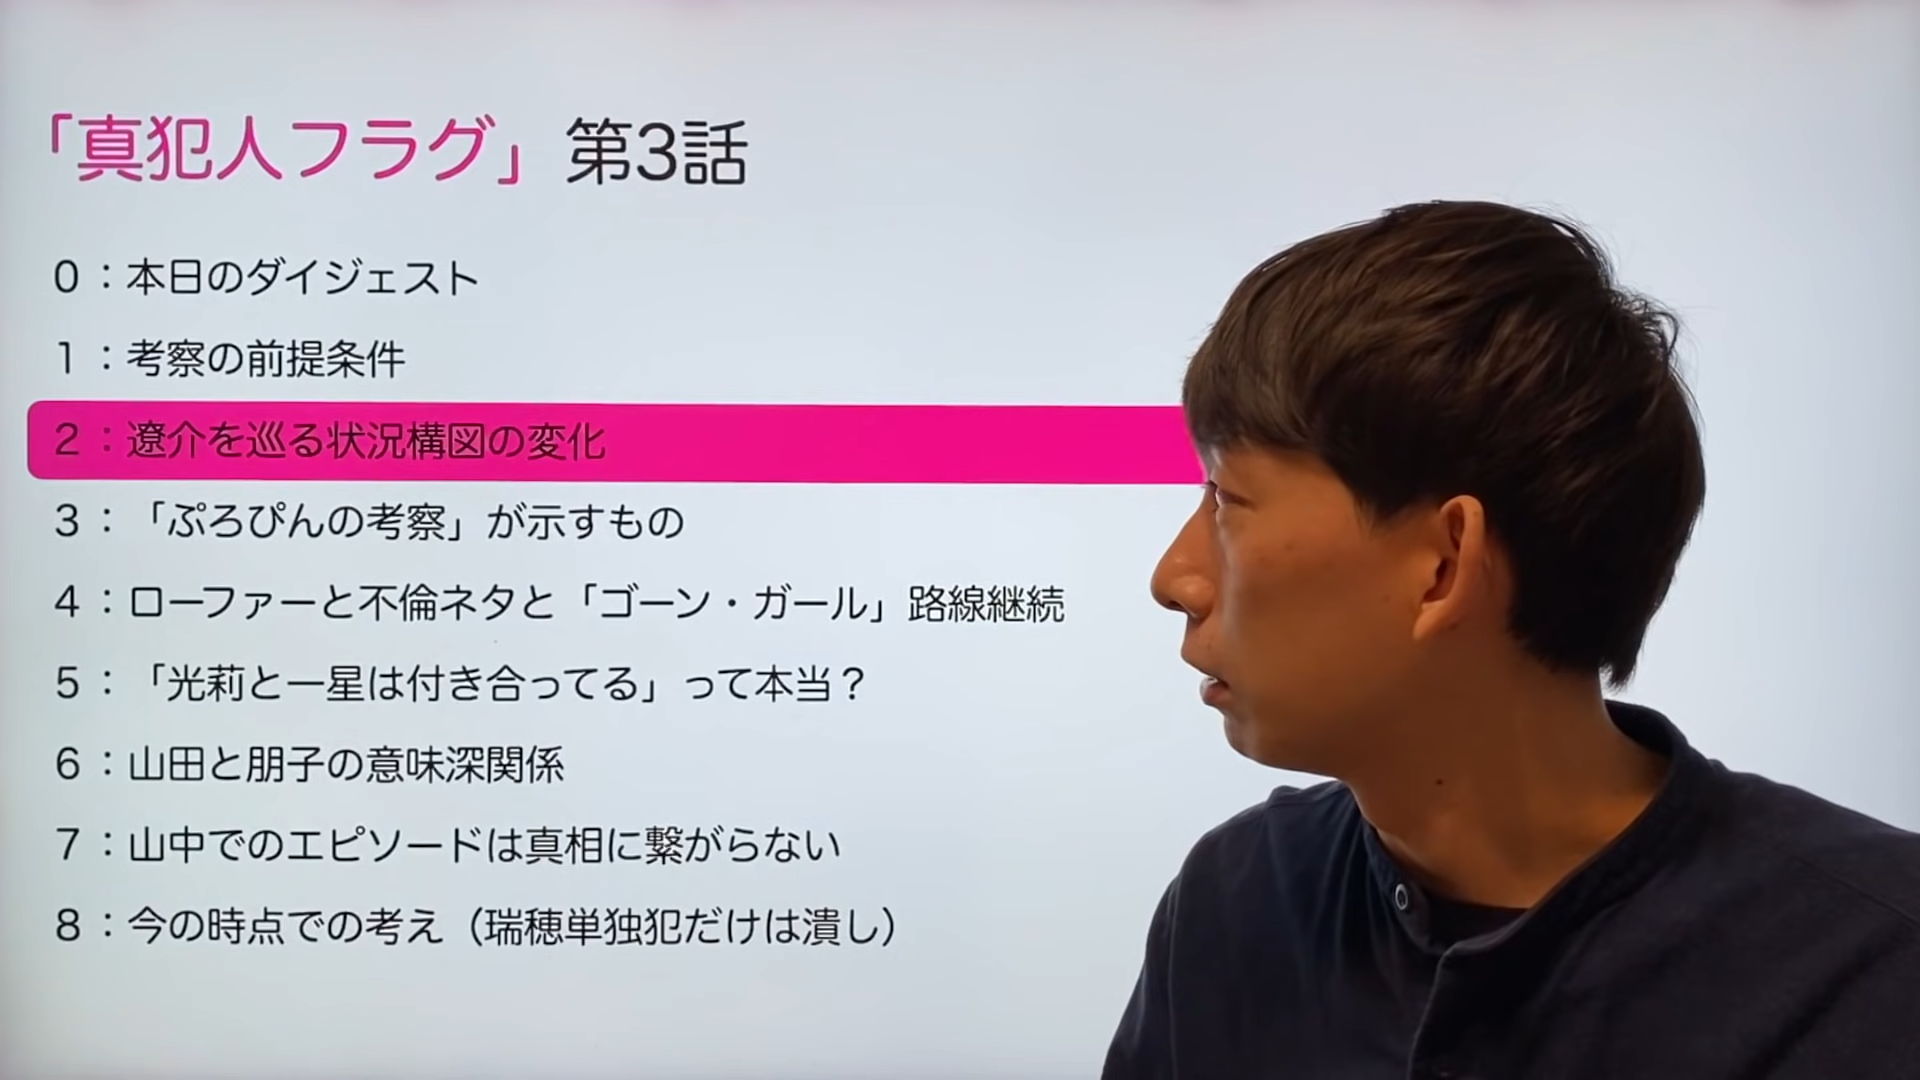 「真犯人フラグ」第3話
0：本日のダイジェスト
1：考察の前提条件
2：遼介を巡る状況構図の変化
3：「ぷろぴんの考察」が示すもの
4：ローファーと不倫ネタと「ゴーン・ガール」路線継続
5：「光莉と一星は付き合ってる」って本当？
6：山田と朋子の意味深関係
7：山中でのエピソードは真相に繋がらない
8：今の時点での考え（瑞穂単独犯だけは潰し）